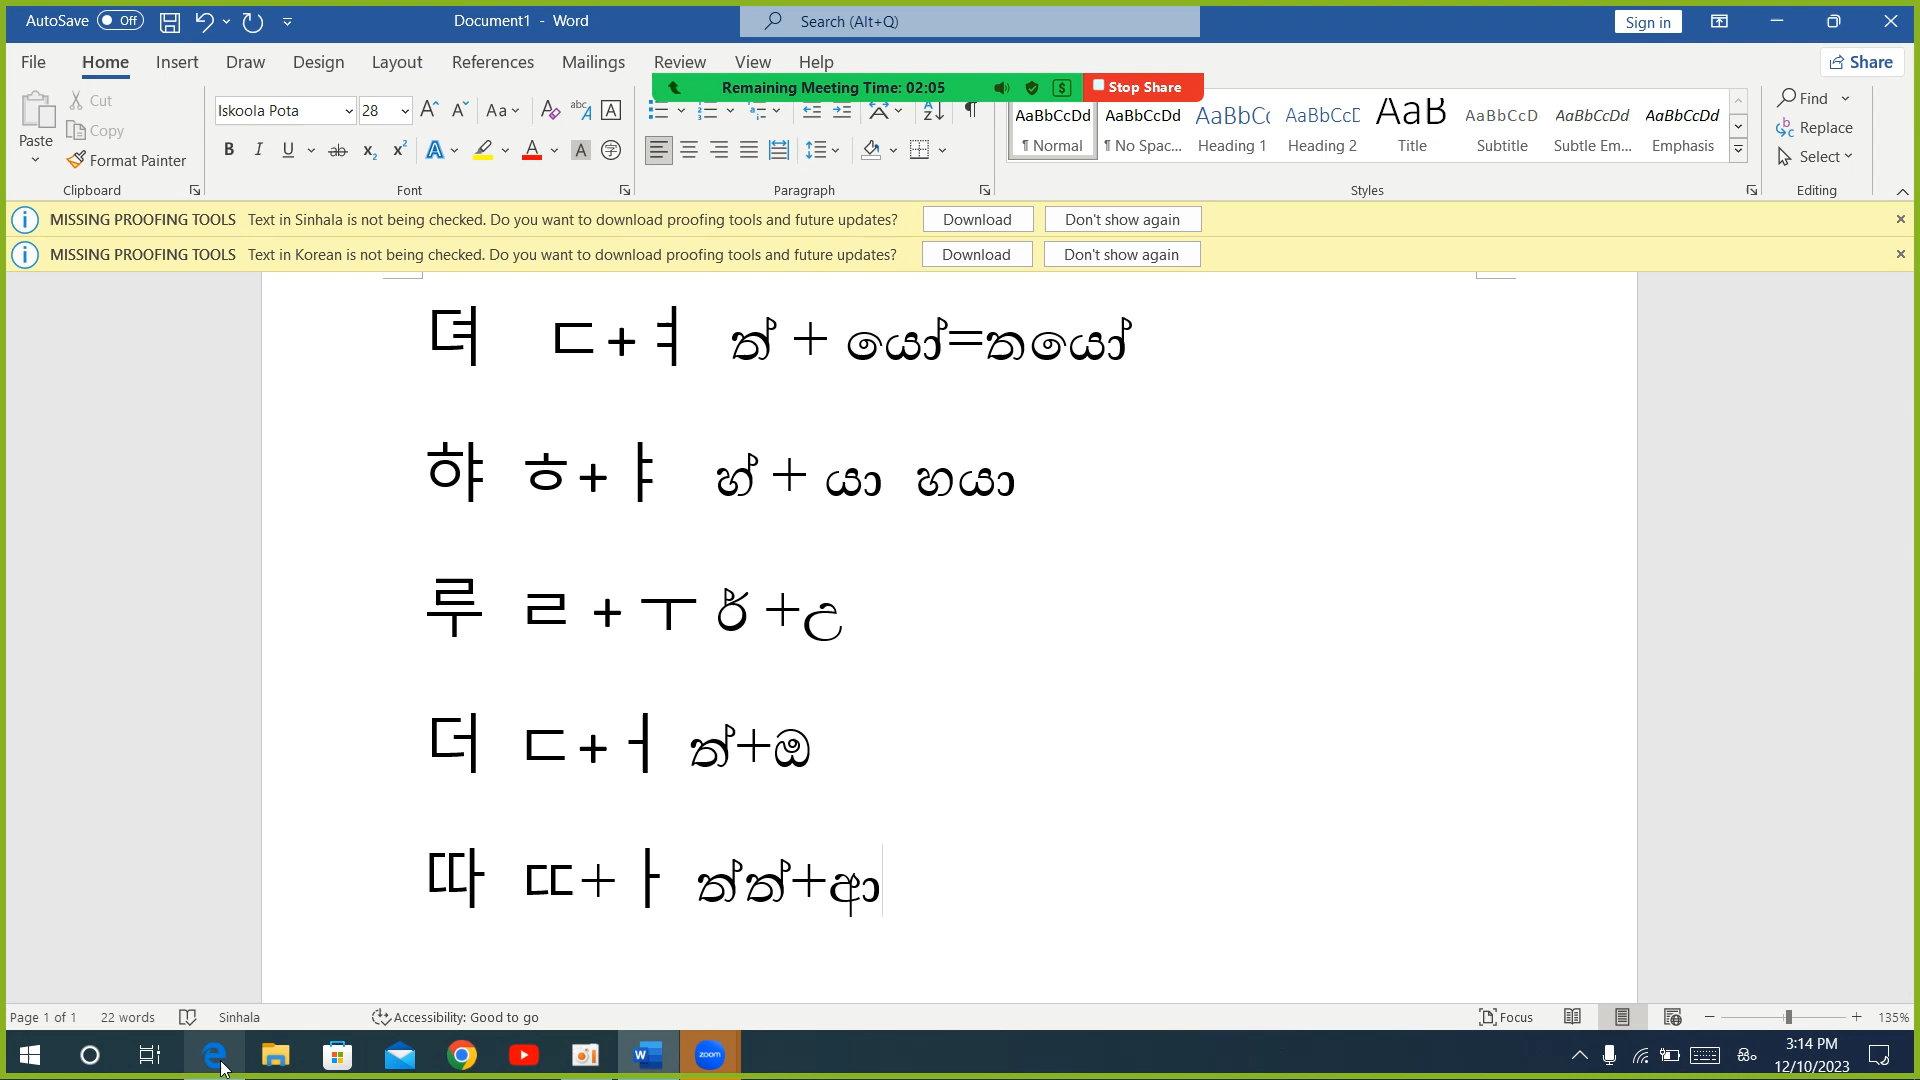 AutoSave Off Document1 - Word Search (Alt+Q) Sign in
File Home Insert Draw Design Layout References Mailings Review View Help Share
Remaining Meeting Time: 02:05 Stop Share
Paste Cut Copy Format Painter Clipboard
Iskoola Pota 28 Font
Paragraph
AaBbCcDd ¶ Normal AaBbCcDd ¶ No Spac... AaBbCc Heading 1 AaBbCcD Heading 2 AaB Title AaBbCcD Subtitle AaBbCcDd Subtle Em... AaBbCcDd Emphasis Styles
Find Replace Select Editing
MISSING PROOFING TOOLS Text in Sinhala is not being checked. Do you want to download proofing tools and future updates? Download Don't show again
MISSING PROOFING TOOLS Text in Korean is not being checked. Do you want to download proofing tools and future updates? Download Don't show again
뎌 ㄷ+ㅕ ත් + යෝ=තයෝ
햐 ㅎ+ㅑ හ් + යා හයා
루 ㄹ+ㅜ ර් +උ
더 ㄷ+ㅓ ත්+ඔ
따 ㄸ+ㅏ ත්ත්+ආ
Page 1 of 1 22 words Sinhala Accessibility: Good to go Focus 135%
zoom 3:14 PM
12/10/2023